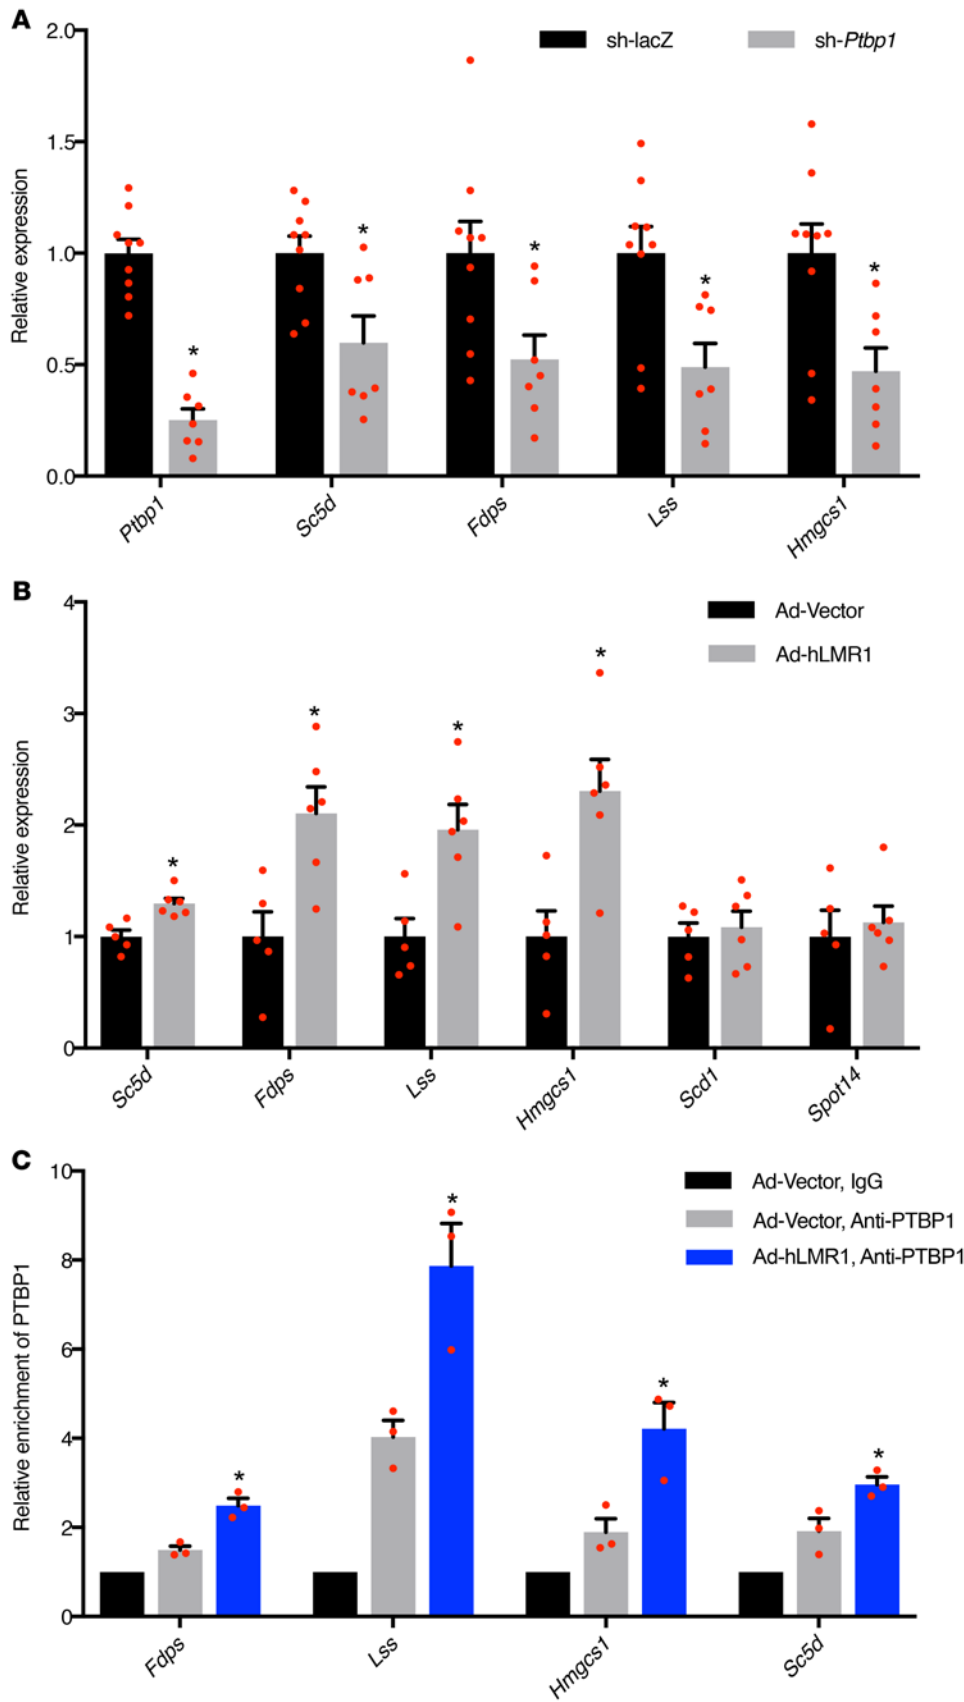 A
2.0
1.5
1.0
0.5
0.0
Relative expression
sh-lacZ
sh-Ptbp1
*
*
*
*
*
Ptbp1
Sc5d
Fdps
Lss
Hmgcs1
B
4
3
2
1
0
Relative expression
Ad-Vector
Ad-hLMR1
*
*
*
*
Sc5d
Fdps
Lss
Hmgcs1
Scd1
Spot14
C
10
8
6
4
2
0
Relative enrichment of PTBP1
Ad-Vector, IgG
Ad-Vector, Anti-PTBP1
Ad-hLMR1, Anti-PTBP1
*
*
*
*
Fdps
Lss
Hmgcs1
Sc5d